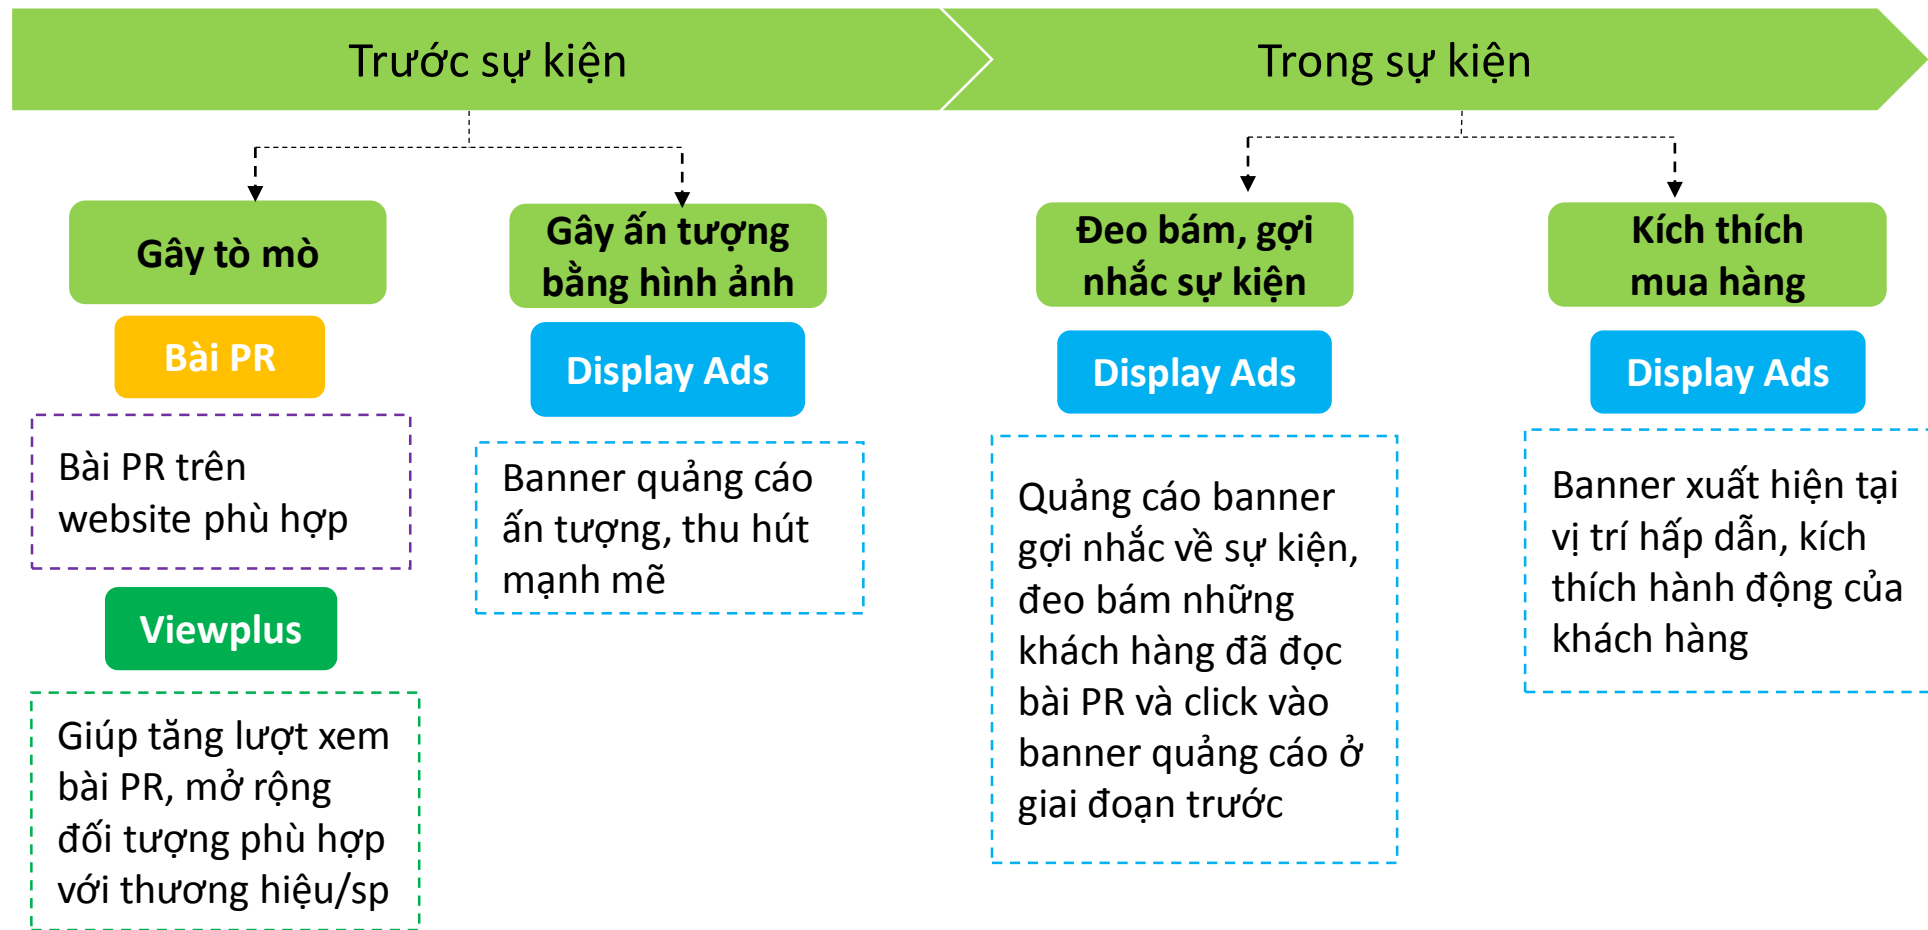 Trước sự kiện
Trong sự kiện
Gây tò mò
Bài PR
Bài PR trên
website phù hợp
Viewplus
Giúp tăng lượt xem
bài PR, mở rộng
đối tượng phù hợp
với thương hiệu/sp
Gây ấn tượng
bằng hình ảnh
Display Ads
Banner quảng cáo
ấn tượng, thu hút
mạnh mẽ
Đeo bám, gợi
nhắc sự kiện
Display Ads
Quảng cáo banner
gợi nhắc về sự kiện,
đeo bám những
khách hàng đã đọc
bài PR và click vào
banner quảng cáo ở
giai đoạn trước
Kích thích
mua hàng
Display Ads
Banner xuất hiện tại
vị trí hấp dẫn, kích
thích hành động của
khách hàng